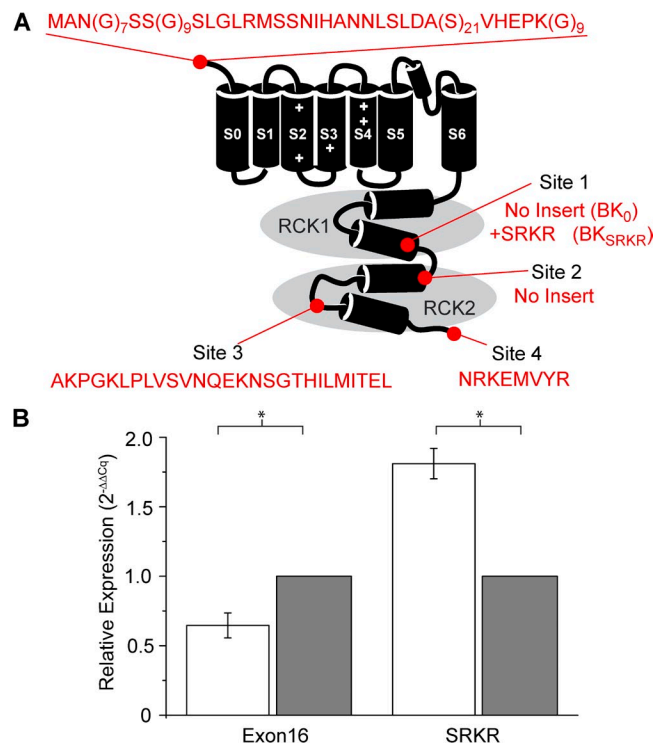 A
MAN(G)7SS(G)9SLGLRMSSNIHANNLSLDA(S)21VHEPK(G)9
S0 S1 S2 S3 S4 S5 S6
+ + + + +
RCK1
Site 1
No Insert (BK0)
+SRKR (BKSRKR)
Site 2
No Insert
RCK2
Site 3
AKPGKLPLVSVNQEKNSGTHILMITEL
Site 4
NRKEMVYR
B
* *
Relative Expression (2-ΔΔCq)
2.0
1.5
1.0
0.5
0
Exon16 SRKR